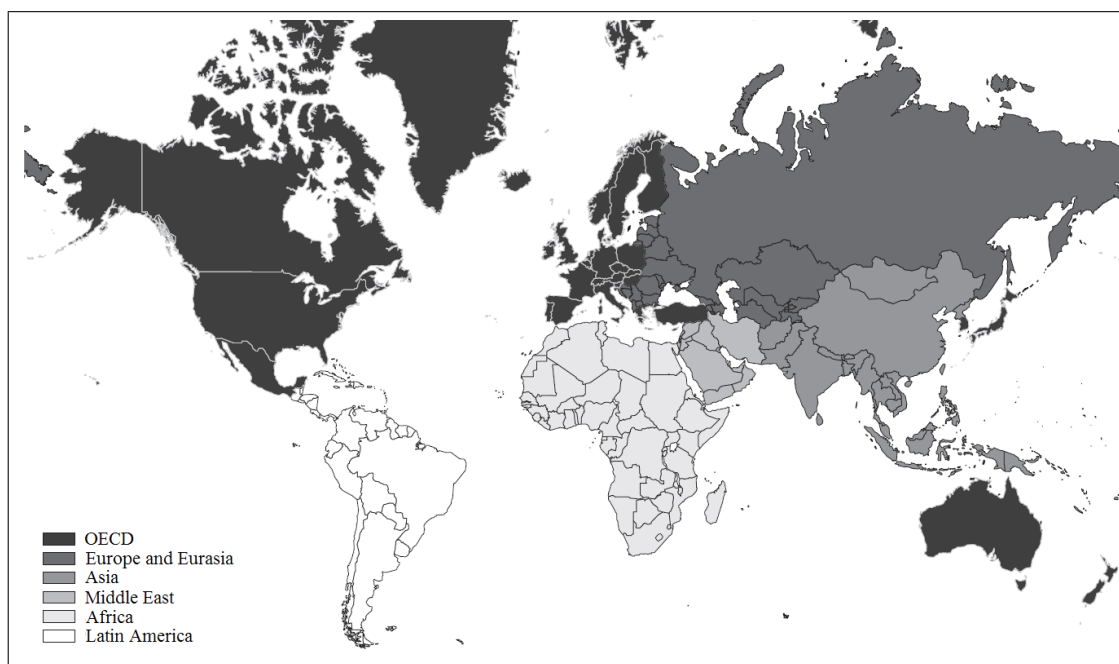 OECD
Europe and Eurasia
Asia
Middle East
Africa
Latin America